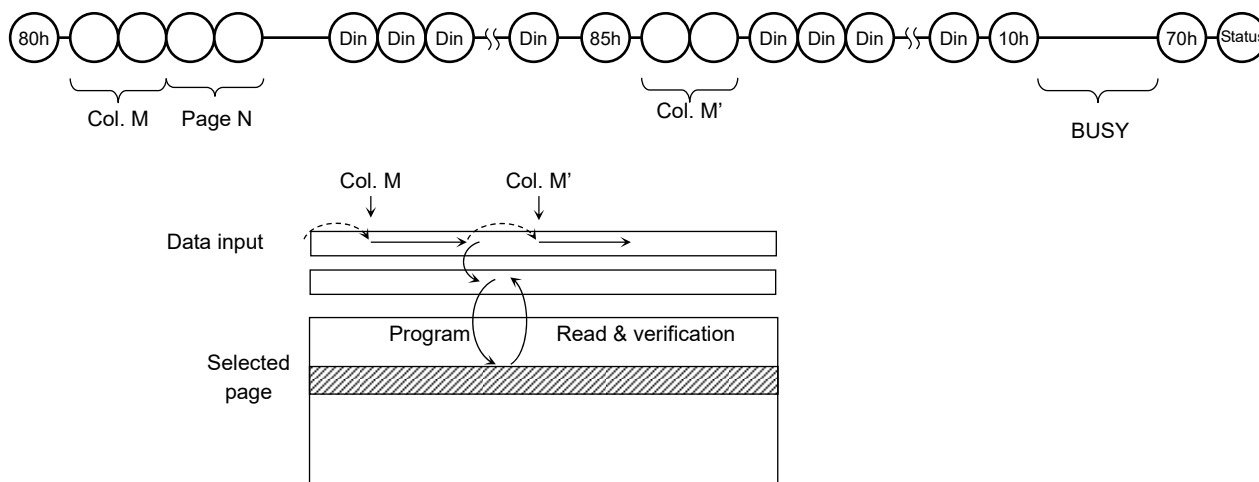 80h Din Din Din Din 85h Din Din Din Din 10h 70h Status
Col. M Page N Col. M’ BUSY
Col. M Col. M’
Data input
Program Read & verification
Selected
page